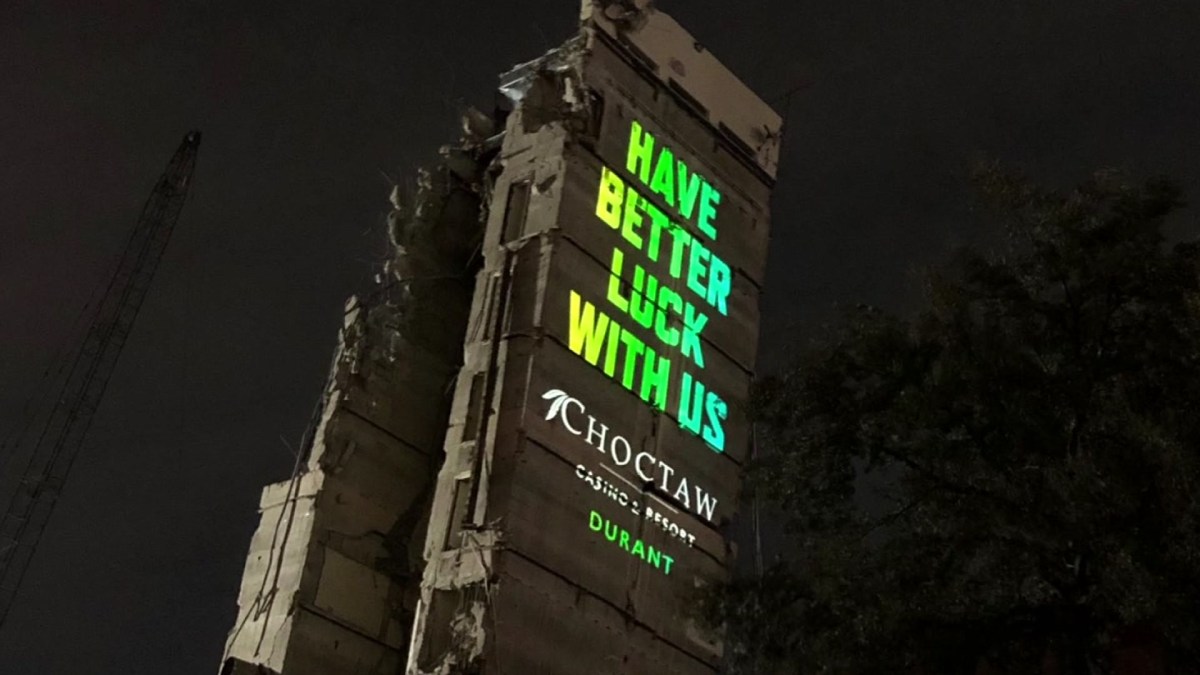 HAVE
BETTER
LUCK
WITH US
CHOCTAW
CASINO & RESORT
DURANT